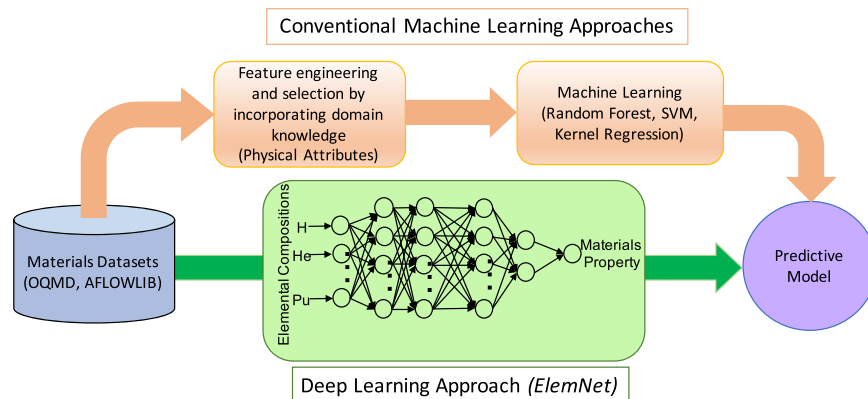 Conventional Machine Learning Approaches
Feature engineering
and selection by
incorporating domain
knowledge
(Physical Attributes)
Machine Learning
(Random Forest, SVM,
Kernel Regression)
Materials Datasets
(OQMD, AFLOWLIB)
Elemental Compositions
H
He
Pu
Materials
Property
Predictive
Model
Deep Learning Approach (ElemNet)